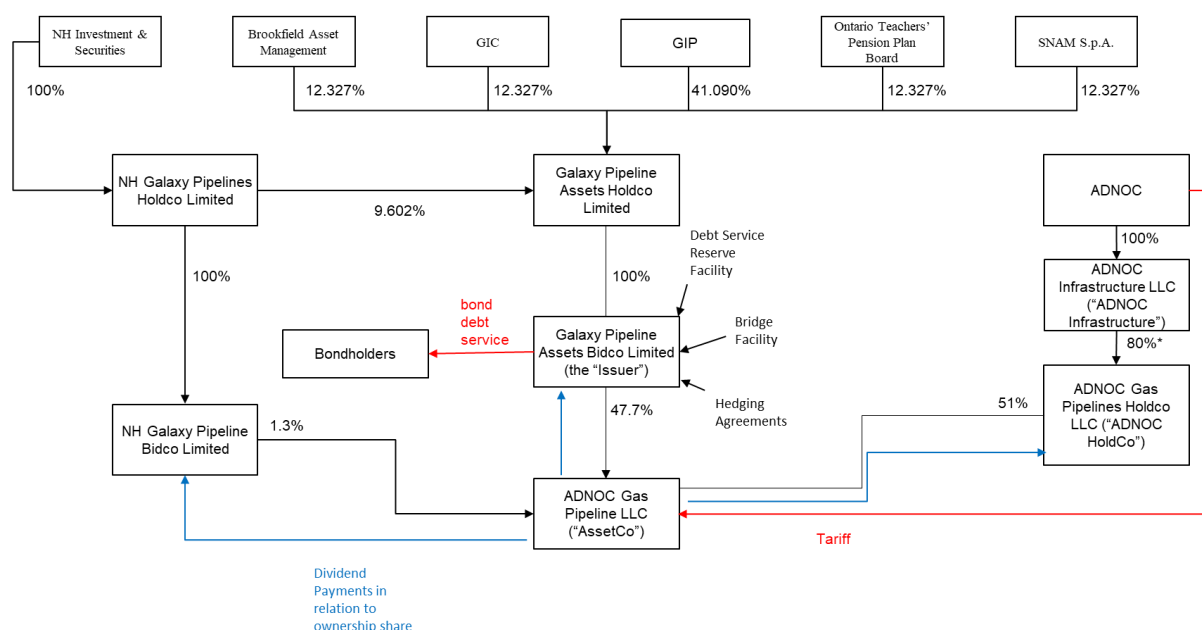 NH Investment &
Securities
Brookfield Asset
Management
GIC
GIP
Ontario Teachers'
Pension Plan
Board
SNAM S.p.A.
100%
12.327%
12.327%
41.090%
12.327%
12.327%
NH Galaxy Pipelines
Holdco Limited
Galaxy Pipeline
Assets Holdco
Limited
ADNOC
9.602%
Debt Service
Reserve
Facility
100%
100%
100%
ADNOC
Infrastructure LLC
(“ADNOC
Infrastructure”)
bond
debt
service
Bondholders
Galaxy Pipeline
Assets Bidco Limited
(the “Issuer”)
Bridge
Facility
80%*
47.7%
Hedging
Agreements
51%
ADNOC Gas
Pipelines Holdco
LLC (“ADNOC
HoldCo”)
NH Galaxy Pipeline
Bidco Limited
1.3%
ADNOC Gas
Pipeline LLC
(“AssetCo”)
Tariff
Dividend
Payments in
relation to
ownership share